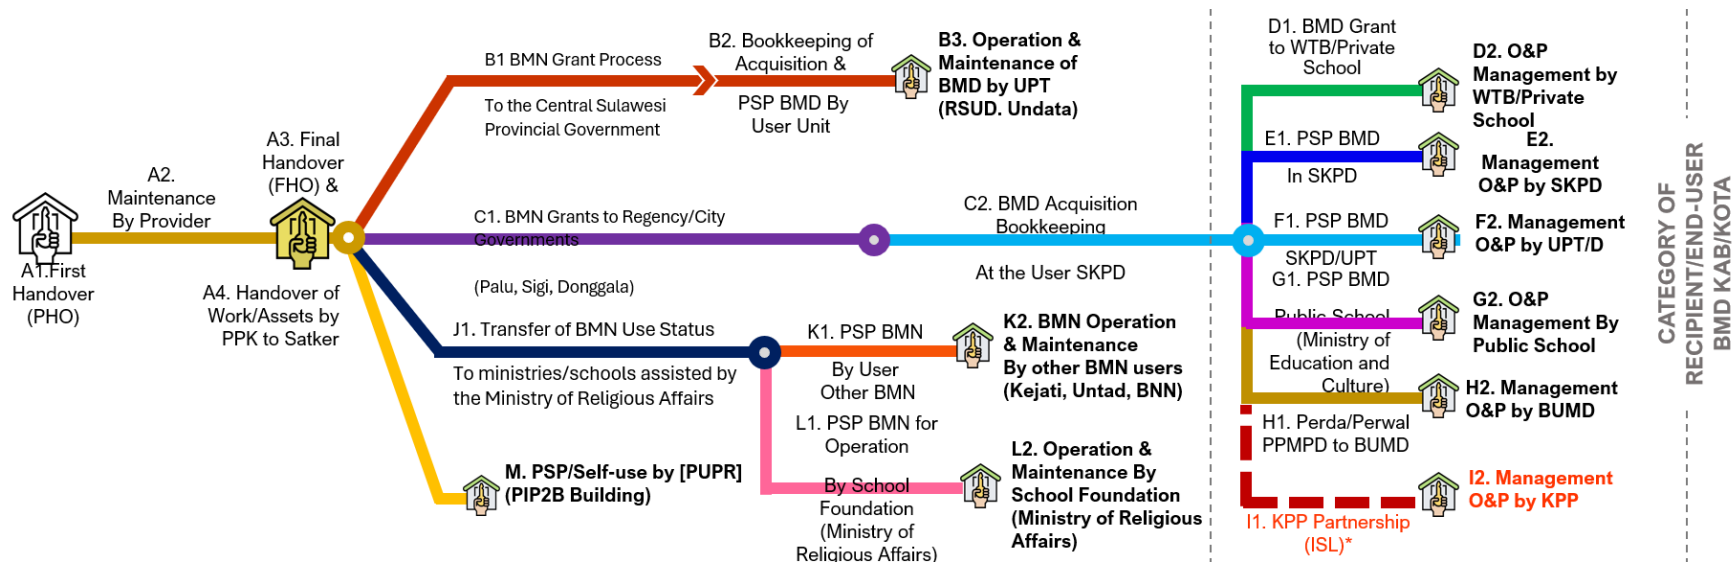 A1.First
Handover
(PHO)
A2.
Maintenance
By Provider
A3. Final
Handover
(FHO) &
A4. Handover of
Work/Assets by
PPK to Satker
B1 BMN Grant Process
To the Central Sulawesi
Provincial Government
B2. Bookkeeping of
Acquisition &
PSP BMD By
User Unit
B3. Operation &
Maintenance of
BMD by UPT
(RSUD. Undata)
C1. BMN Grants to Regency/City
Governments
(Palu, Sigi, Donggala)
C2. BMD Acquisition
Bookkeeping
At the User SKPD
J1. Transfer of BMN Use Status
To ministries/schools assisted by
the Ministry of Religious Affairs
K1. PSP BMN
By User
Other BMN
K2. BMN Operation
& Maintenance
By other BMN users
(Kejati, Untad, BNN)
L1. PSP BMN for
Operation
By School
Foundation
(Ministry of
Religious Affairs)
L2. Operation &
Maintenance By
School Foundation
(Ministry of Religious
Affairs)
M. PSP/Self-use by [PUPR]
(PIP2B Building)
D1. BMD Grant
to WTB/Private
School
D2. O&P
Management by
WTB/Private
School
E1. PSP BMD
In SKPD
E2.
Management
O&P by SKPD
F1. PSP BMD
SKPD/UPT
F2. Management
O&P by UPT/D
G1. PSP BMD
Public School
(Ministry of
Education and
Culture)
G2. O&P
Management By
Public School
H1. Perda/Perwal
PPMPD to BUMD
H2. Management
O&P by BUMD
I1. KPP Partnership
(ISL)*
I2. Management
O&P by KPP
CATEGORY OF
RECIPIENT/END-USER
BMD KAB/KOTA